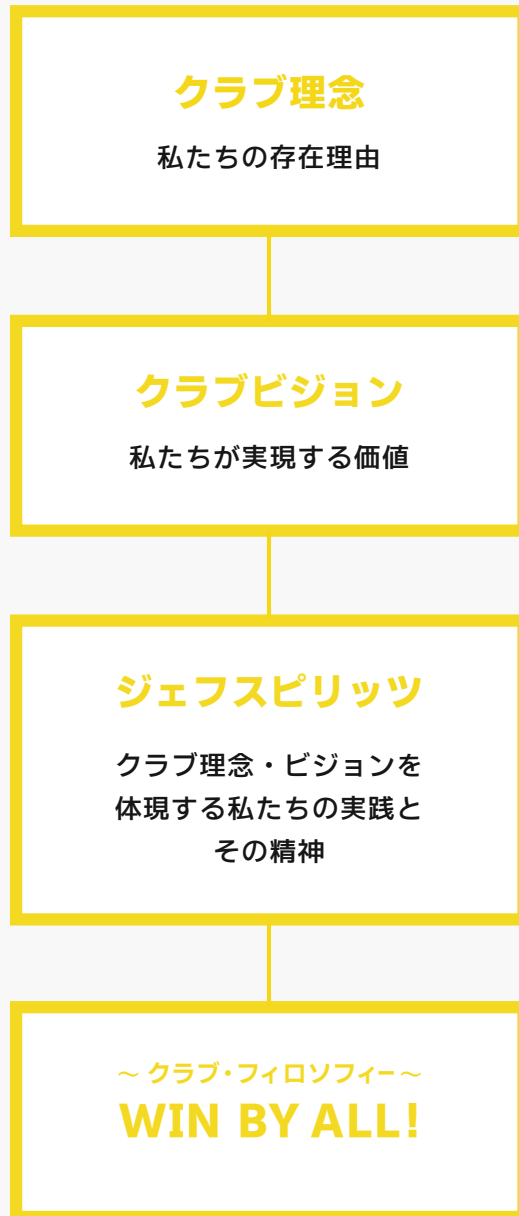 クラブ理念
私たちの存在理由
クラブビジョン
私たちが実現する価値
ジェフスピリッツ
クラブ理念・ビジョンを
体現する私たちの実践と
その精神
〜 クラブ・フィロソフィー 〜
WIN BY ALL!